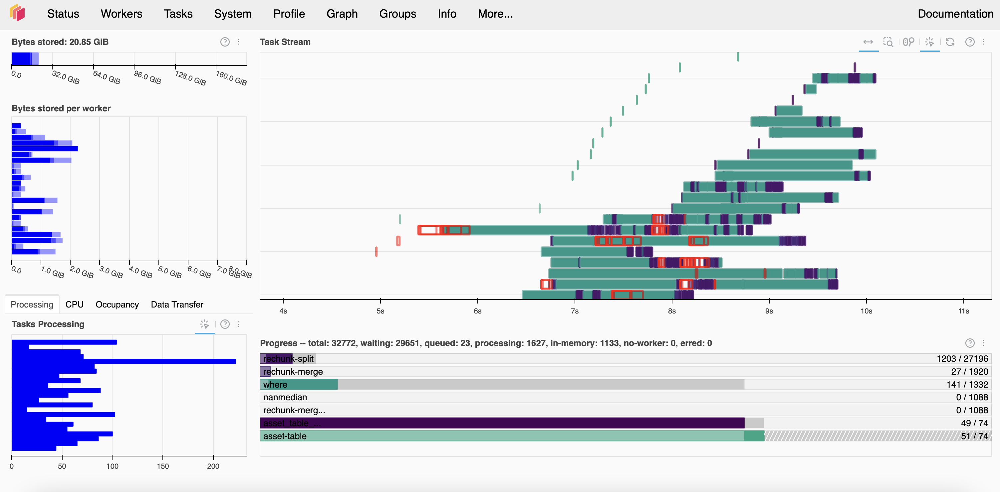 Status Workers Tasks System Profile Graph Groups Info More... Documentation
Bytes stored: 20.85 GiB
0.0 32.0 GiB 64.0 GiB 96.0 GiB 128.0 GiB 160.0 GiB
Bytes stored per worker
0.0 1.0 GiB 2.0 GiB 3.0 GiB 4.0 GiB 5.0 GiB 6.0 GiB 7.0 GiB 8.0 GiB
Processing CPU Occupancy Data Transfer
Tasks Processing
0 50 100 150 200
Task Stream
4s 5s 6s 7s 8s 9s 10s 11s
Progress -- total: 32772, waiting: 29651, queued: 23, processing: 1627, in-memory: 1133, no-worker: 0, erred: 0
rechunk-split 1203 / 27196
rechunk-merge 27 / 1920
where 141 / 1332
nanmedian 0 / 1088
rechunk-merg... 0 / 1088
asset_table_... 49 / 74
asset-table 51 / 74